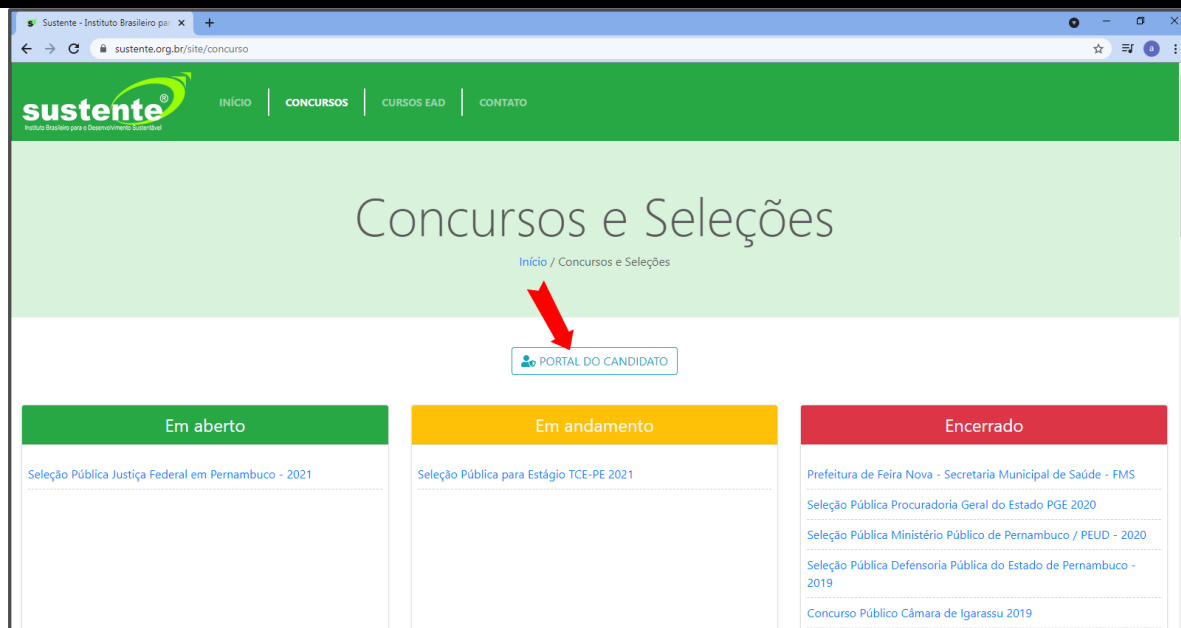 Sustente - Instituto Brasileiro par
sustente.org.br/site/concurso
a
sustente®
Instituto Brasileiro para o Desenvolvimento Sustentável
INÍCIO
CONCURSOS
CURSOS EAD
CONTATO
Concursos e Seleções
Início / Concursos e Seleções
PORTAL DO CANDIDATO
Em aberto
Seleção Pública Justiça Federal em Pernambuco - 2021
Em andamento
Seleção Pública para Estágio TCE-PE 2021
Encerrado
Prefeitura de Feira Nova - Secretaria Municipal de Saúde - FMS
Seleção Pública Procuradoria Geral do Estado PGE 2020
Seleção Pública Ministério Público de Pernambuco / PEUD - 2020
Seleção Pública Defensoria Pública do Estado de Pernambuco -
2019
Concurso Público Câmara de Igarassu 2019